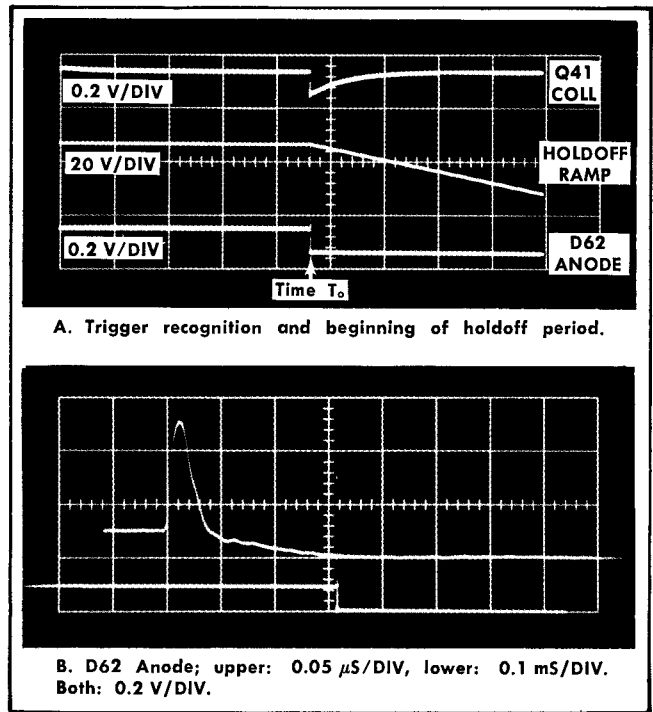 0.2 V/DIV
Q41
COLL
20 V/DIV
HOLDOFF
RAMP
0.2 V/DIV
D62
ANODE
Time To
A. Trigger recognition and beginning of holdoff period.
B. D62 Anode; upper: 0.05 μS/DIV, lower: 0.1 mS/DIV.
Both: 0.2 V/DIV.